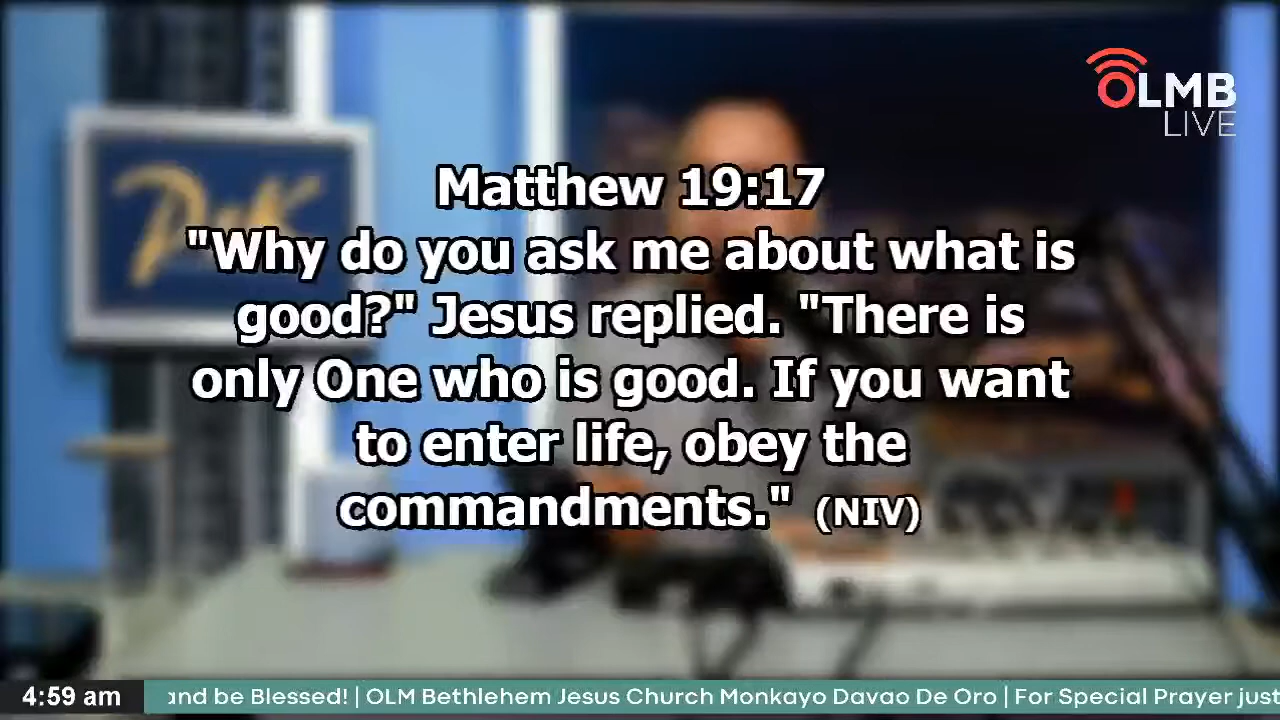 OLMB
LIVE
Matthew 19:17
"Why do you ask me about what is
good?" Jesus replied. "There is
only One who is good. If you want
to enter life, obey the
commandments." (NIV)
4:59 am
and be Blessed! | OLM Bethlehem Jesus Church Monkayo Davao De Oro | For Special Prayer just